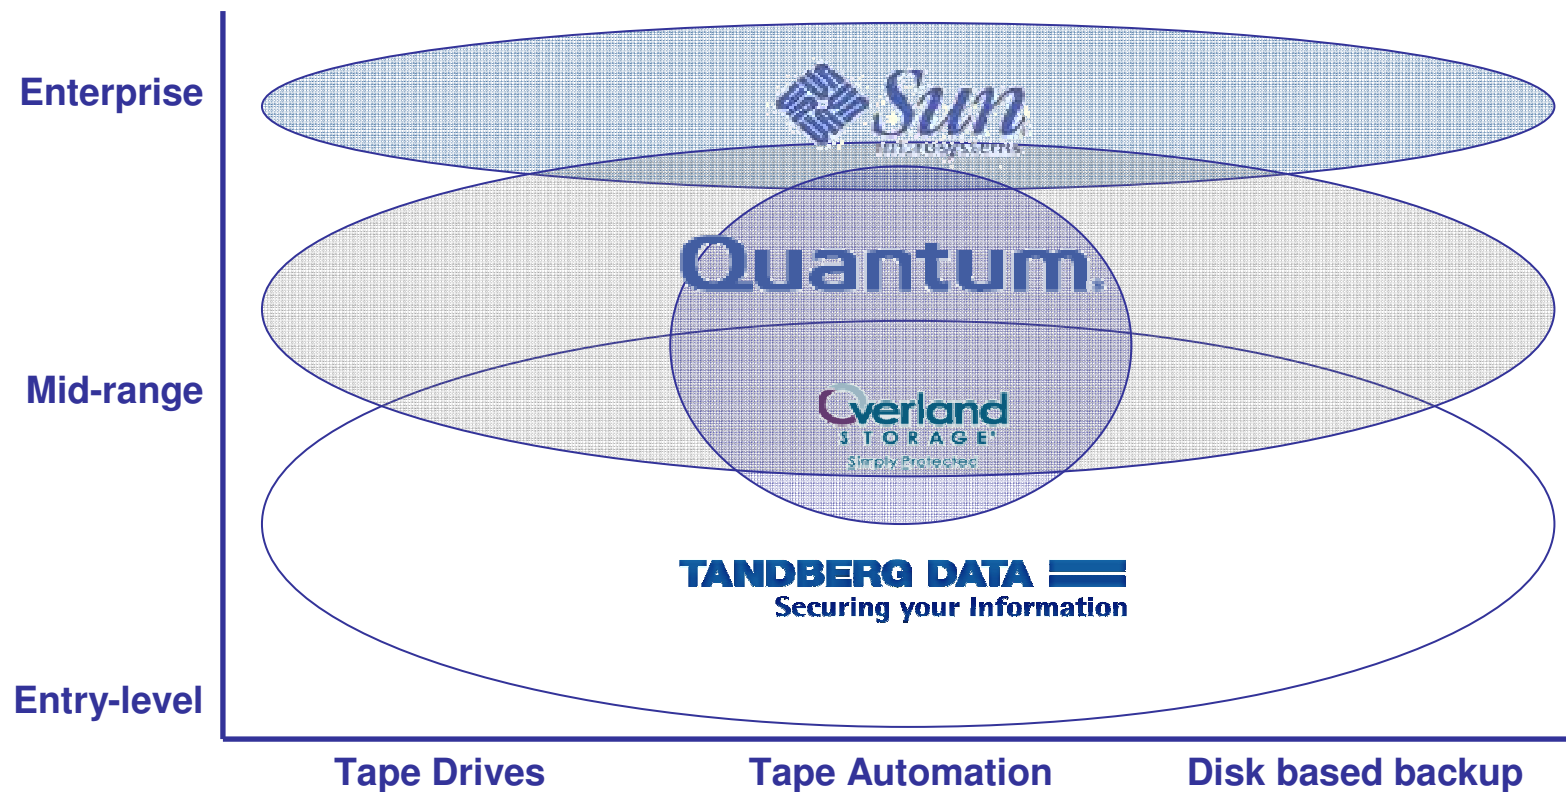 Enterprise
Sun
microsystems
Quantum.
Mid-range
Overland
STORAGE
Simply Protected
TANDBERG DATA
Securing your Information
Entry-level
Tape Drives
Tape Automation
Disk based backup